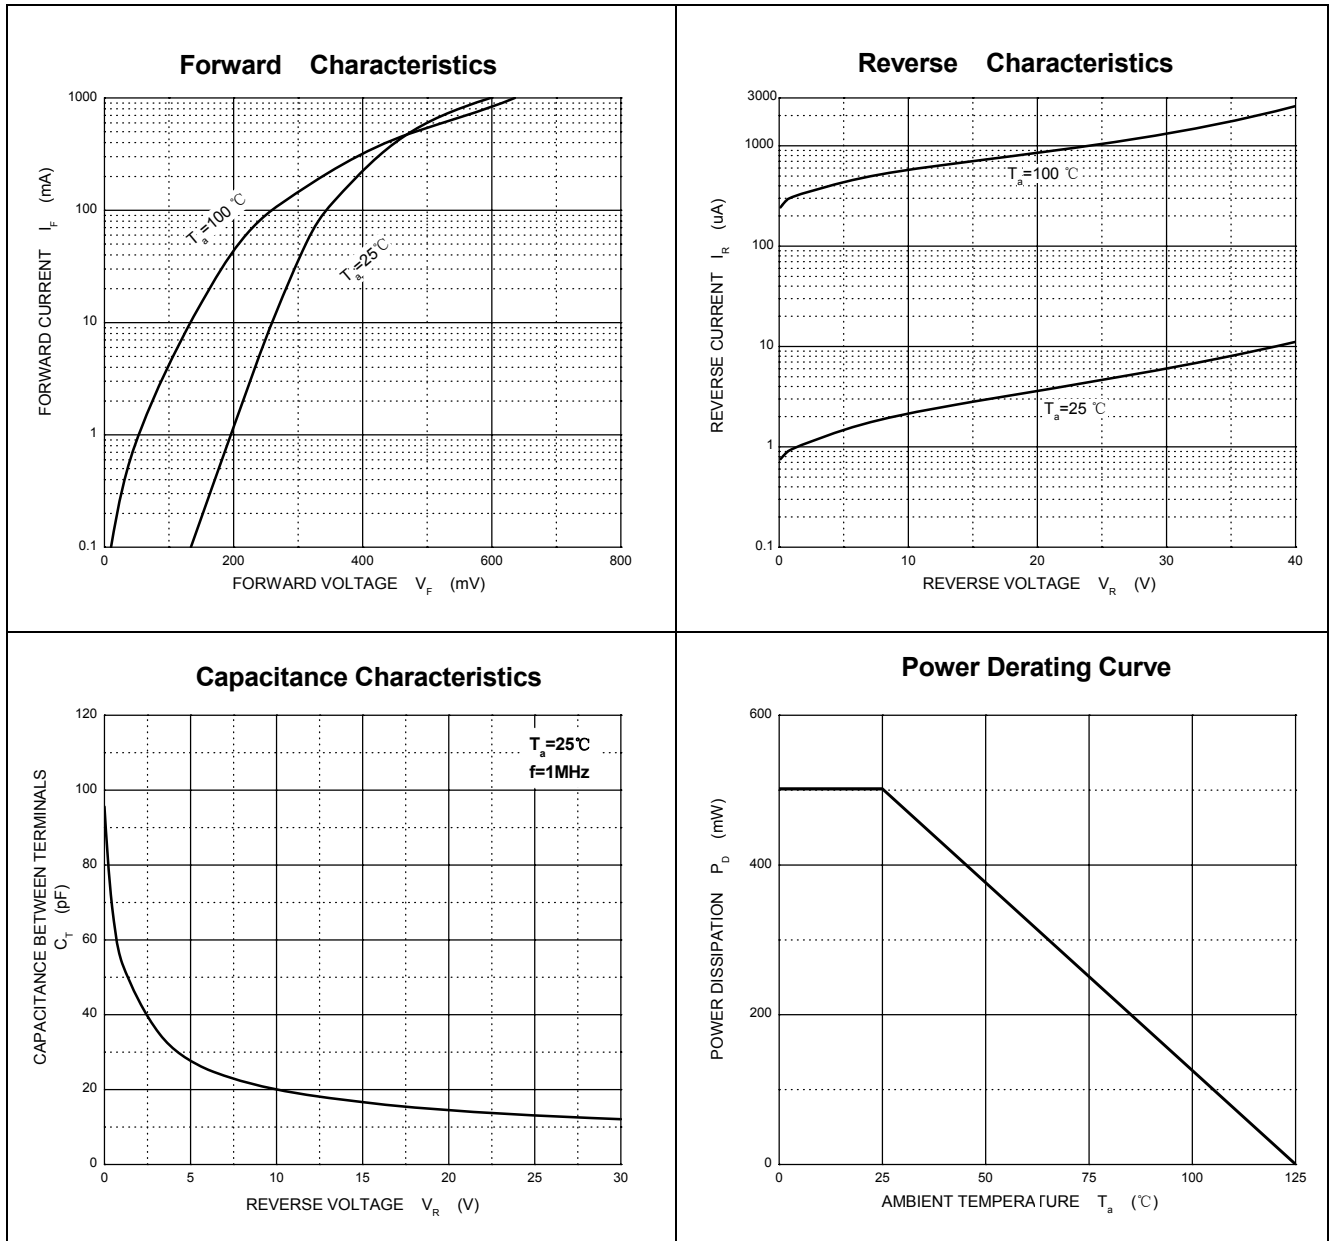 Forward Characteristics
1000
100
10
1
0.1
0
200
400
600
800
FORWARD CURRENT I_F (mA)
FORWARD VOLTAGE V_F (mV)
T_a=100 ℃
T_a=25℃
Reverse Characteristics
3000
1000
100
10
1
0.1
0
10
20
30
40
REVERSE CURRENT I_R (uA)
REVERSE VOLTAGE V_R (V)
T_a=100 ℃
T_a=25 ℃
Capacitance Characteristics
120
100
80
60
40
20
0
0
5
10
15
20
25
30
CAPACITANCE BETWEEN TERMINALS
C_T (pF)
REVERSE VOLTAGE V_R (V)
T_a=25℃
f=1MHz
Power Derating Curve
600
400
200
0
0
25
50
75
100
125
POWER DISSIPATION P_D (mW)
AMBIENT TEMPERATURE T_a (℃)